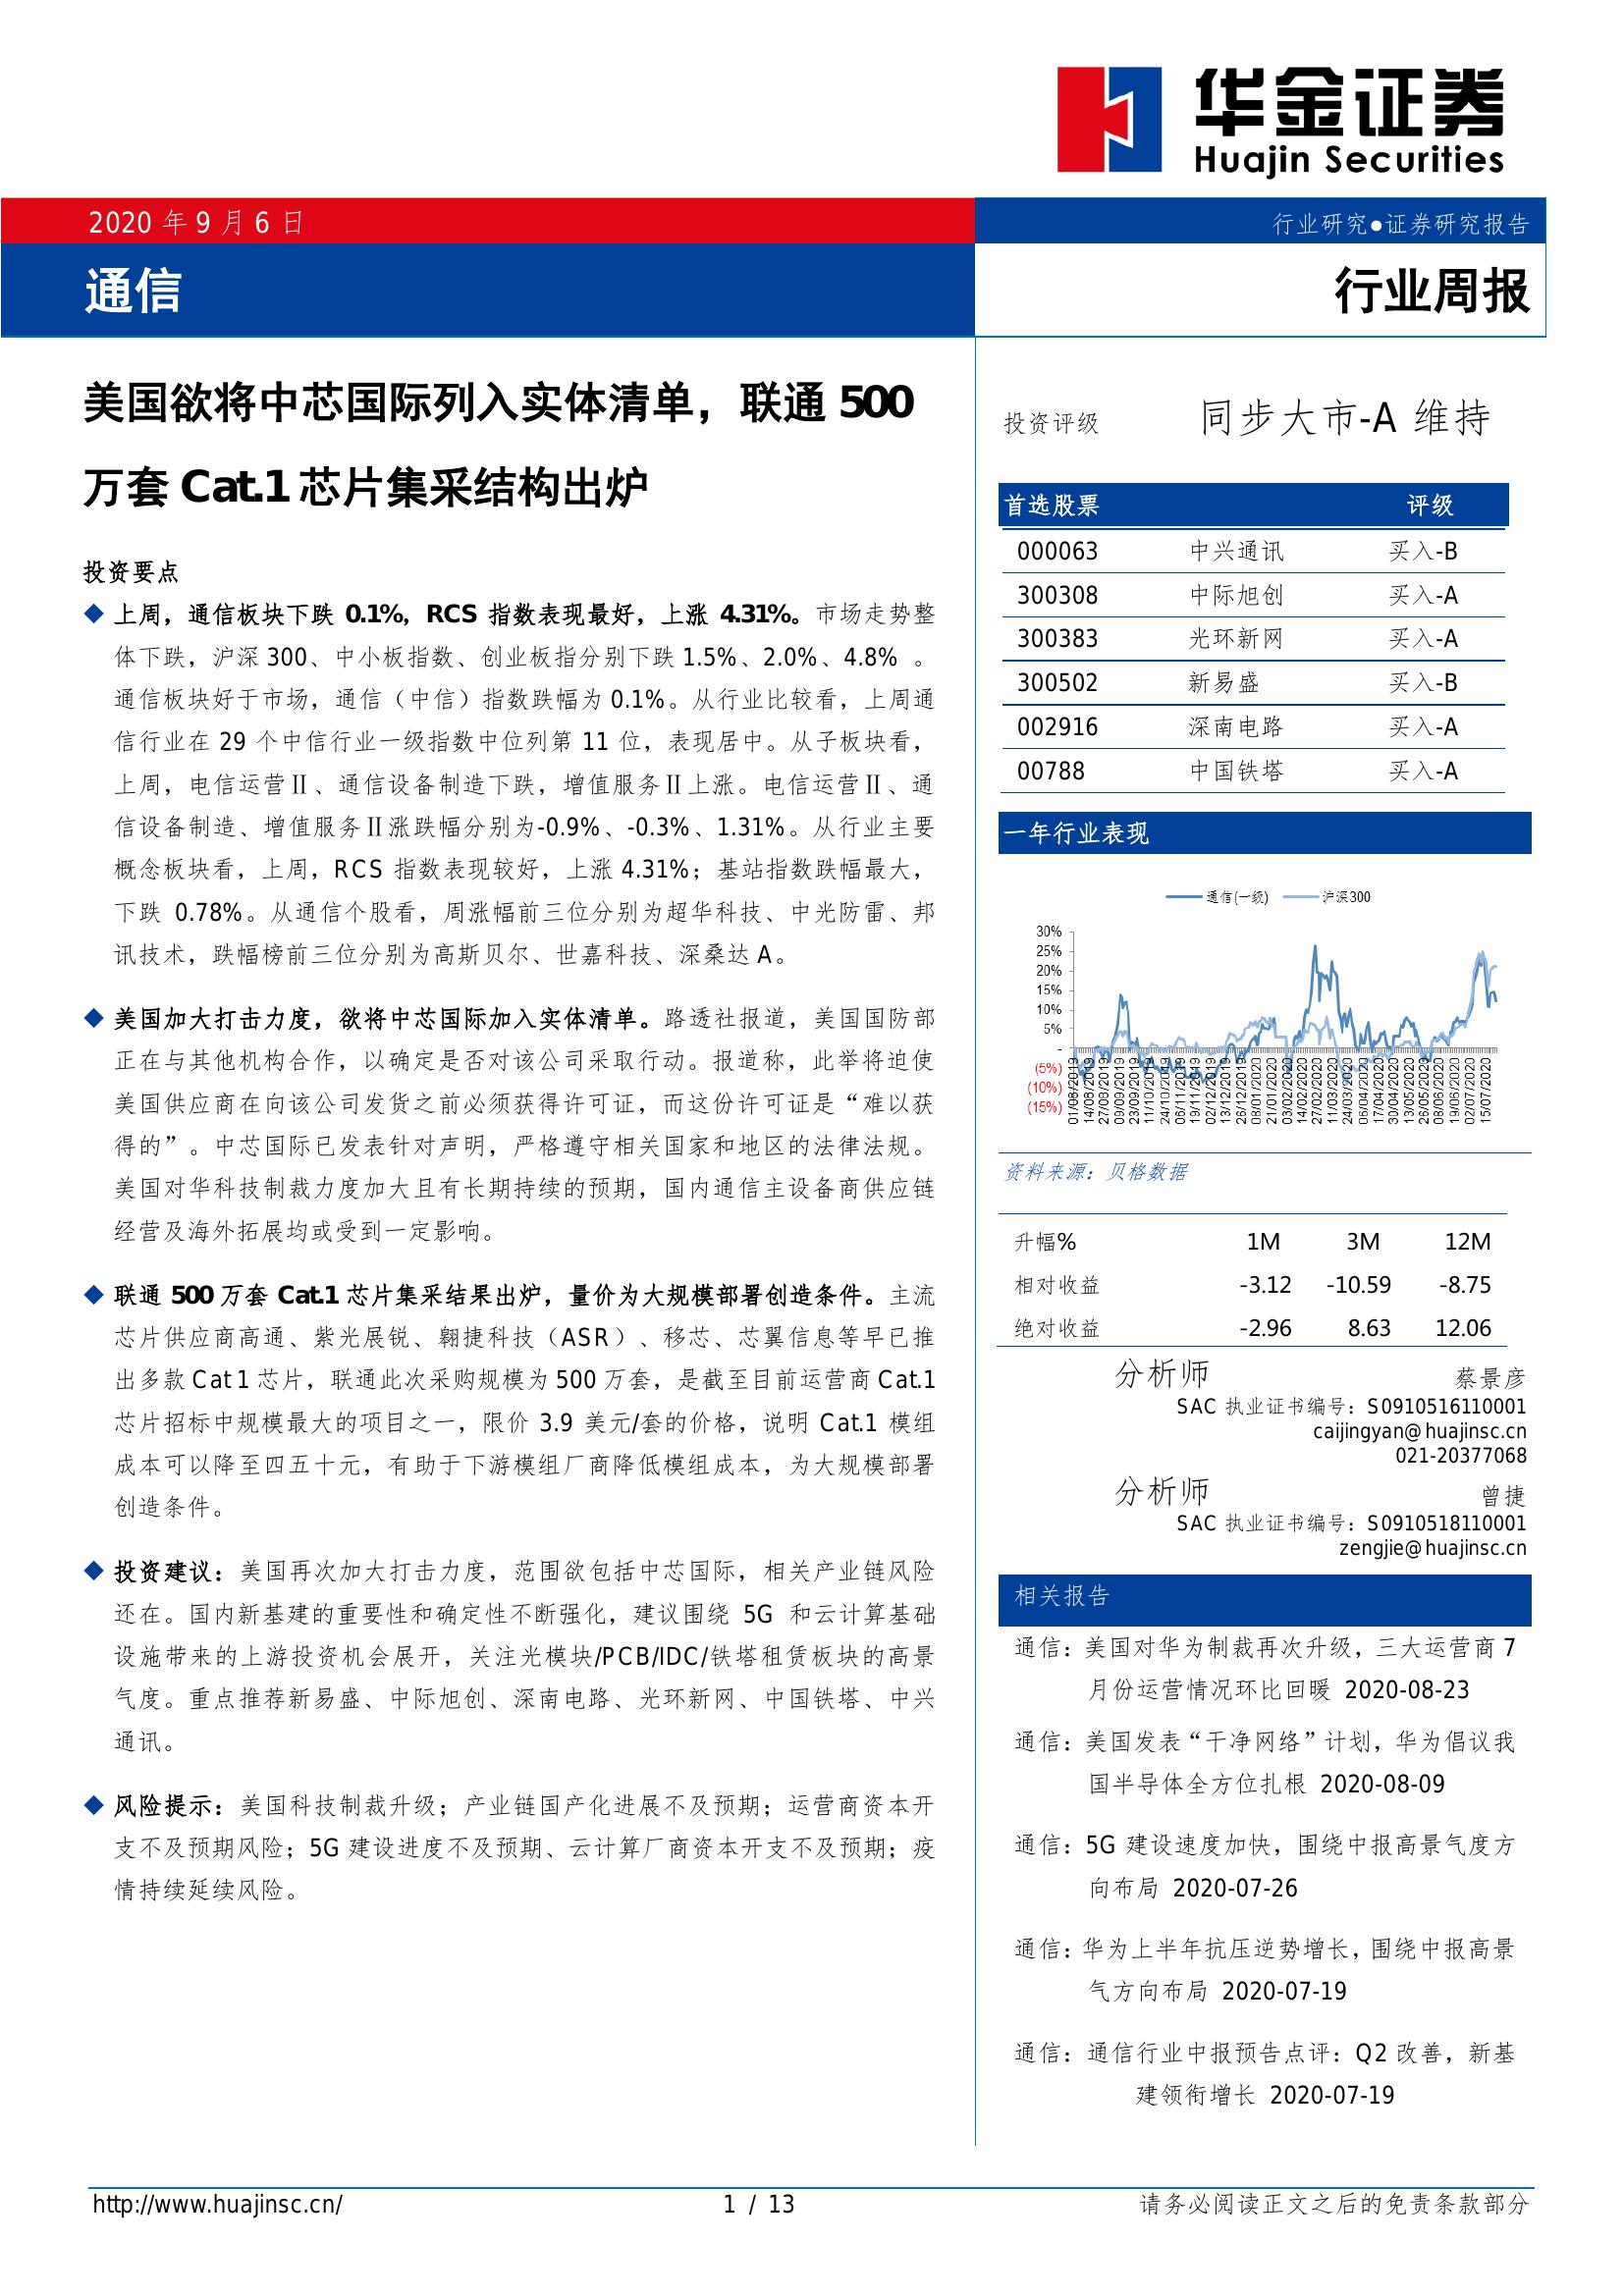 华金证券
Huajin Securities
2020 年 9 月 6 日
行业研究●证券研究报告
通信
行业周报
美国欲将中芯国际列入实体清单，联通 500
万套 Cat.1 芯片集采结构出炉
投资要点
◆ 上周，通信板块下跌 0.1%，RCS 指数表现最好，上涨 4.31%。市场走势整
体下跌，沪深 300、中小板指数、创业板指分别下跌 1.5%、2.0%、4.8% 。
通信板块好于市场，通信（中信）指数跌幅为 0.1%。从行业比较看，上周通
信行业在 29 个中信行业一级指数中位列第 11 位，表现居中。从子板块看，
上周，电信运营Ⅱ、通信设备制造下跌，增值服务Ⅱ上涨。电信运营Ⅱ、通
信设备制造、增值服务Ⅱ涨跌幅分别为-0.9%、-0.3%、1.31%。从行业主要
概念板块看，上周，RCS 指数表现较好，上涨 4.31%；基站指数跌幅最大，
下跌 0.78%。从通信个股看，周涨幅前三位分别为超华科技、中光防雷、邦
讯技术，跌幅榜前三位分别为高斯贝尔、世嘉科技、深桑达 A。
◆ 美国加大打击力度，欲将中芯国际加入实体清单。路透社报道，美国国防部
正在与其他机构合作，以确定是否对该公司采取行动。报道称，此举将迫使
美国供应商在向该公司发货之前必须获得许可证，而这份许可证是“难以获
得的”。中芯国际已发表针对声明，严格遵守相关国家和地区的法律法规。
美国对华科技制裁力度加大且有长期持续的预期，国内通信主设备商供应链
经营及海外拓展均或受到一定影响。
◆ 联通 500 万套 Cat.1 芯片集采结果出炉，量价为大规模部署创造条件。主流
芯片供应商高通、紫光展锐、翱捷科技（ASR）、移芯、芯翼信息等早已推
出多款 Cat 1 芯片，联通此次采购规模为 500 万套，是截至目前运营商 Cat.1
芯片招标中规模最大的项目之一，限价 3.9 美元/套的价格，说明 Cat.1 模组
成本可以降至四五十元，有助于下游模组厂商降低模组成本，为大规模部署
创造条件。
◆ 投资建议：美国再次加大打击力度，范围欲包括中芯国际，相关产业链风险
还在。国内新基建的重要性和确定性不断强化，建议围绕 5G 和云计算基础
设施带来的上游投资机会展开，关注光模块/PCB/IDC/铁塔租赁板块的高景
气度。重点推荐新易盛、中际旭创、深南电路、光环新网、中国铁塔、中兴
通讯。
◆ 风险提示：美国科技制裁升级；产业链国产化进展不及预期；运营商资本开
支不及预期风险；5G 建设进度不及预期、云计算厂商资本开支不及预期；疫
情持续延续风险。
投资评级 同步大市-A 维持
首选股票 评级
000063 中兴通讯 买入-B
300308 中际旭创 买入-A
300383 光环新网 买入-A
300502 新易盛 买入-B
002916 深南电路 买入-A
00788 中国铁塔 买入-A
一年行业表现
通信(一级) 沪深300
30%
25%
20%
15%
10%
5%
-
(5%)
(10%)
(15%)
01/08/2019 14/08/2019 27/08/2019 09/09/2019 23/09/2019 11/10/2019 24/10/2019 06/11/2019 19/11/2019 02/12/2019 13/12/2019 26/12/2019 08/01/2020 21/01/2020 03/02/2020 14/02/2020 27/02/2020 11/03/2020 24/03/2020 06/04/2020 17/04/2020 30/04/2020 13/05/2020 26/05/2020 08/06/2020 19/06/2020 02/07/2020 15/07/2020
资料来源：贝格数据
升幅% 1M 3M 12M
相对收益 -3.12 -10.59 -8.75
绝对收益 -2.96 8.63 12.06
分析师 蔡景彦
SAC 执业证书编号：S0910516110001
caijingyan@huajinsc.cn
021-20377068
分析师 曾捷
SAC 执业证书编号：S0910518110001
zengjie@huajinsc.cn
相关报告
通信：美国对华为制裁再次升级，三大运营商 7
月份运营情况环比回暖 2020-08-23
通信：美国发表“干净网络”计划，华为倡议我
国半导体全方位扎根 2020-08-09
通信：5G 建设速度加快，围绕中报高景气度方
向布局 2020-07-26
通信：华为上半年抗压逆势增长，围绕中报高景
气方向布局 2020-07-19
通信：通信行业中报预告点评：Q2 改善，新基
建领衔增长 2020-07-19
http://www.huajinsc.cn/
1 / 13
请务必阅读正文之后的免责条款部分